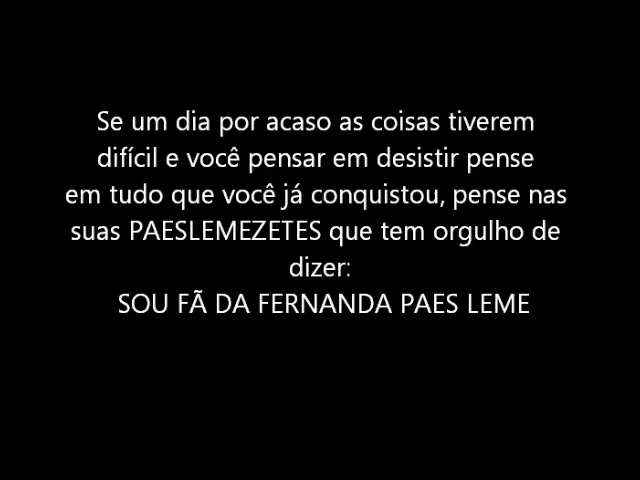 Se um dia por acaso as coisas tiverem
difícil e você pensar em desistir pense
em tudo que você já conquistou, pense nas
suas PAESLEMEZETES que tem orgulho de
dizer:
SOU FÃ DA FERNANDA PAES LEME